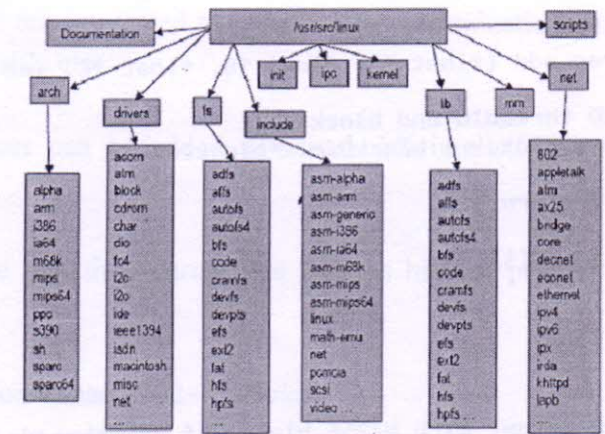 Documentation
/usr/src/linux
scripts
arch
init
ipc
kernel
net
drivers
fs
lib
mm
include
alpha
arm
i386
ia64
m68k
mips
mips64
ppc
s390
sh
sparc
sparc64
acorn
atm
block
cdrom
char
dio
fc4
i2c
i2o
ide
ieee1394
isdn
macintosh
misc
net
...
adfs
affs
autofs
autofs4
bfs
code
cramfs
devfs
devpts
efs
ext2
fat
hfs
hpfs
...
asm-alpha
asm-arm
asm-generic
asm-i386
asm-ia64
asm-m68k
asm-mips
asm-mips64
linux
math-emu
net
pcmcia
scsi
video
...
adfs
affs
autofs
autofs4
bfs
code
cramfs
devfs
devpts
efs
ext2
fat
hfs
hpfs
...
802
appletalk
atm
ax25
bridge
core
decnet
econet
ethernet
ipv4
ipv6
ipx
irda
khttpd
lapb
...